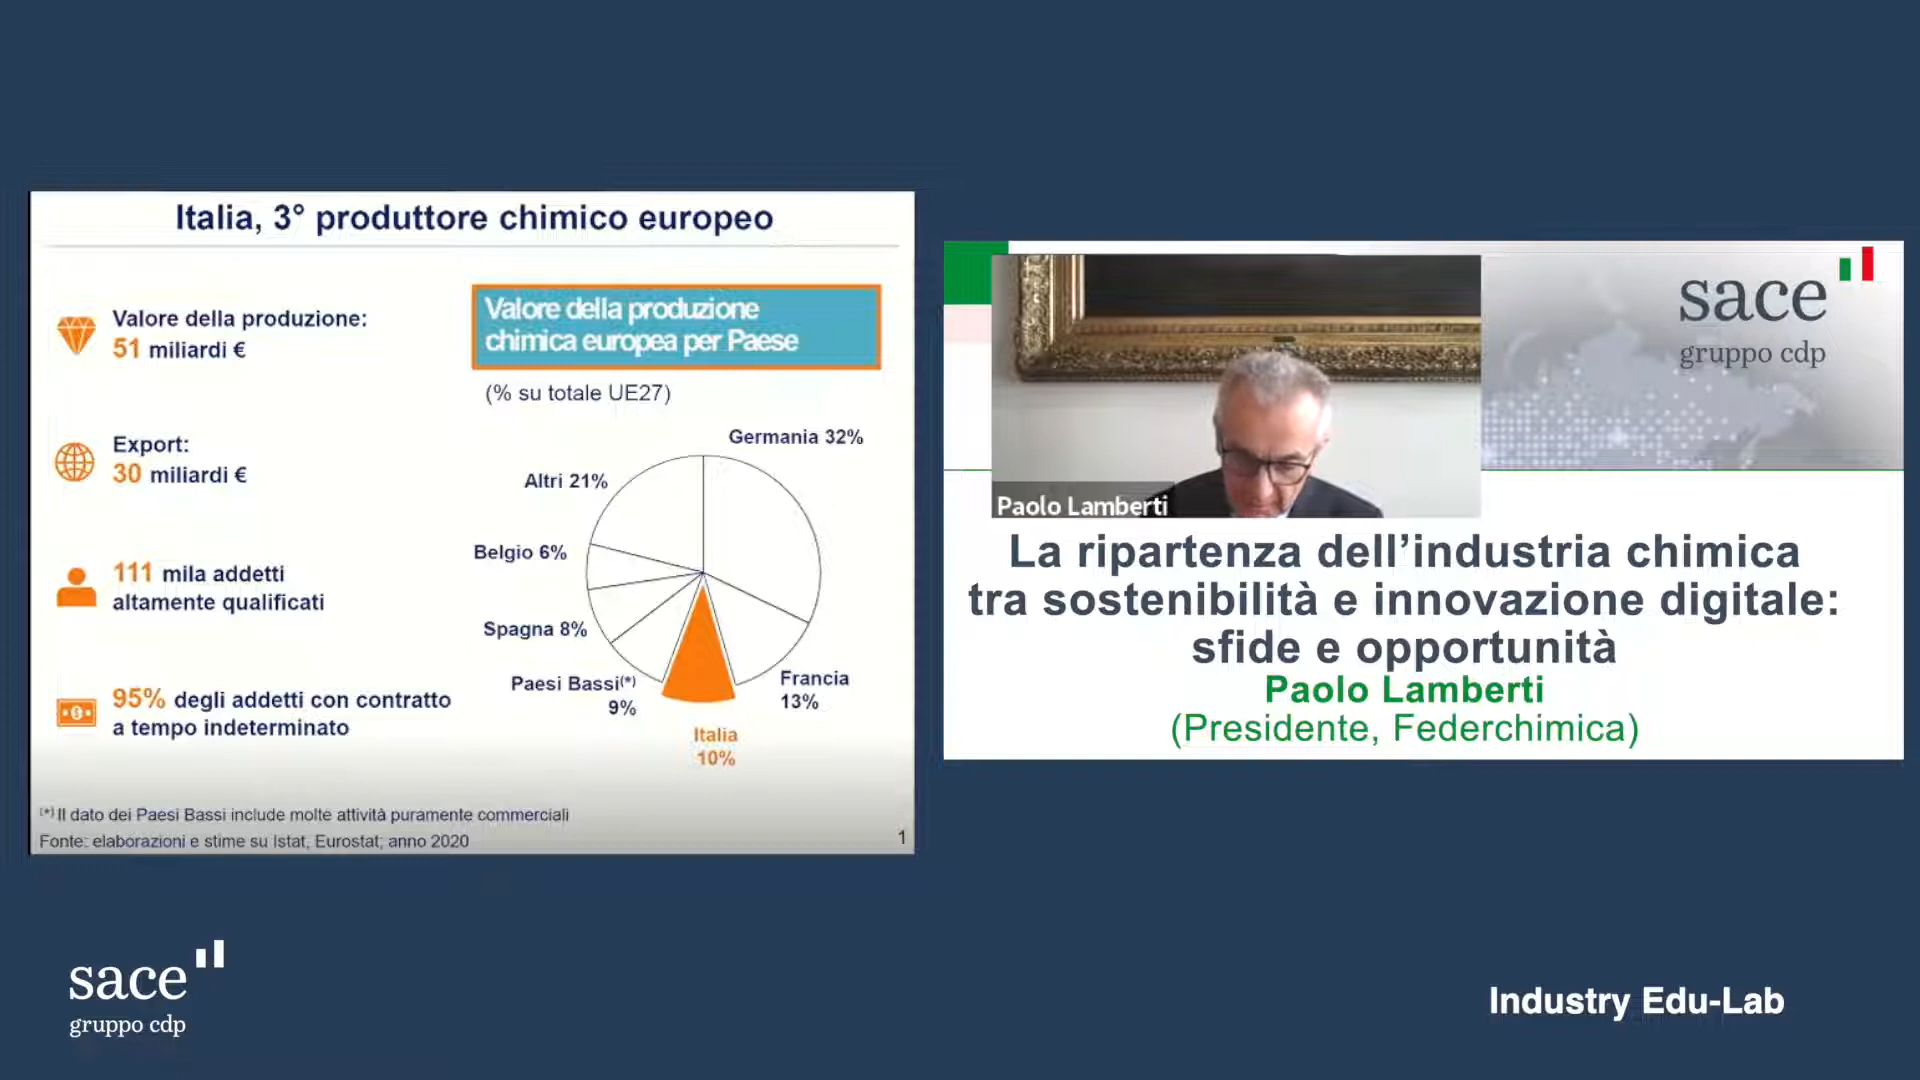 Italia, 3° produttore chimico europeo
Valore della produzione:
51 miliardi €
Export:
30 miliardi €
111 mila addetti
altamente qualificati
95% degli addetti con contratto
a tempo indeterminato
Valore della produzione
chimica europea per Paese
(% su totale UE27)
Germania 32%
Altri 21%
Belgio 6%
Spagna 8%
Paesi Bassi(*)
9%
Francia
13%
Italia
10%
(*) Il dato dei Paesi Bassi include molte attività puramente commerciali
Fonte: elaborazioni e stime su Istat, Eurostat; anno 2020
1
sace
gruppo cdp
Paolo Lamberti
La ripartenza dell’industria chimica
tra sostenibilità e innovazione digitale:
sfide e opportunità
Paolo Lamberti
(Presidente, Federchimica)
sace
gruppo cdp
Industry Edu-Lab